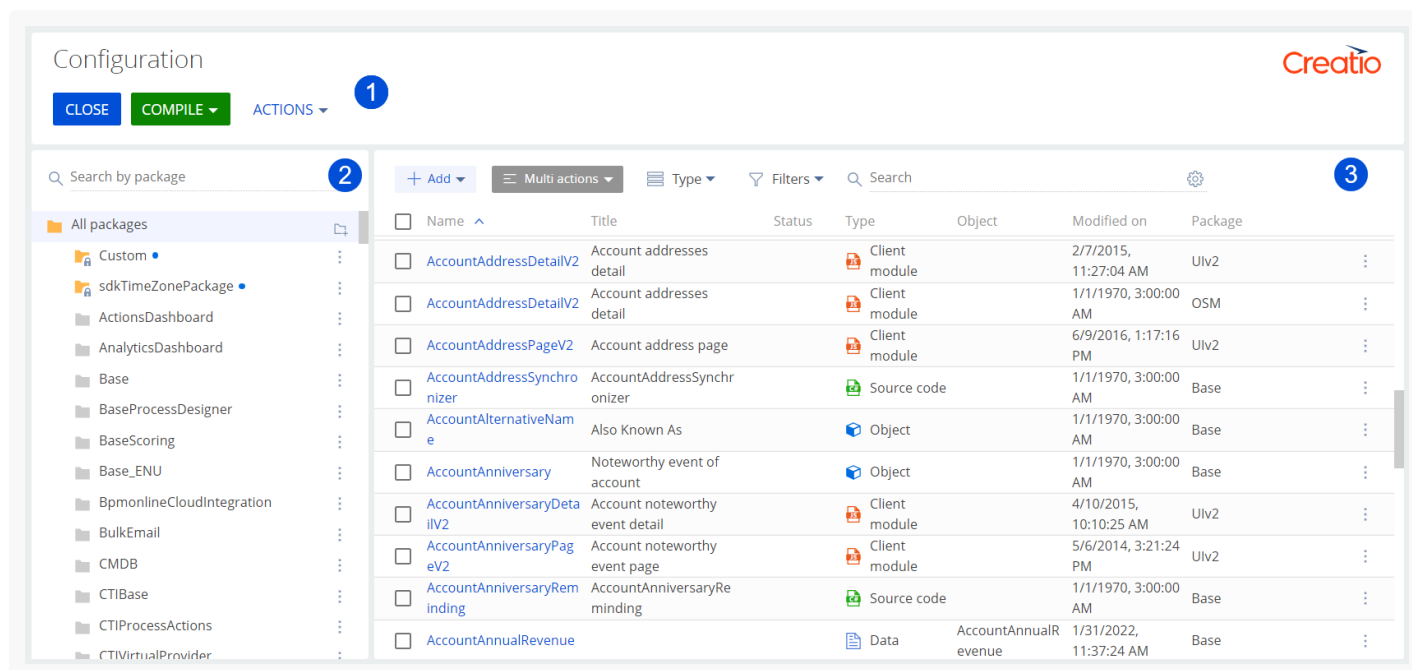 Configuration
Creatio
CLOSE COMPILE ACTIONS 1
Search by package 2
All packages
Custom
sdkTimeZonePackage
ActionsDashboard
AnalyticsDashboard
Base
BaseProcessDesigner
BaseScoring
Base_ENU
BpmonlineCloudIntegration
BulkEmail
CMDB
CTIBase
CTIProcessActions
CTIVirtualProvider
Add Multi actions Type Filters Search 3
Name Title Status Type Object Modified on Package
AccountAddressDetailV2 Account addresses detail JS Client module 2/7/2015, 11:27:04 AM UIv2
AccountAddressDetailV2 Account addresses detail JS Client module 1/1/1970, 3:00:00 AM OSM
AccountAddressPageV2 Account address page JS Client module 6/9/2016, 1:17:16 PM UIv2
AccountAddressSynchro
nizer AccountAddressSynchr
onizer C# Source code 1/1/1970, 3:00:00 AM Base
AccountAlternativeNam
e Also Known As Object 1/1/1970, 3:00:00 AM Base
AccountAnniversary Noteworthy event of account Object 1/1/1970, 3:00:00 AM Base
AccountAnniversaryDeta
ilV2 Account noteworthy event detail JS Client module 4/10/2015, 10:10:25 AM UIv2
AccountAnniversaryPag
eV2 Account noteworthy event page JS Client module 5/6/2014, 3:21:24 PM UIv2
AccountAnniversaryRem
inding AccountAnniversaryRe
minding C# Source code 1/1/1970, 3:00:00 AM Base
AccountAnnualRevenue Data AccountAnnualR
evenue 1/31/2022, 11:37:24 AM Base